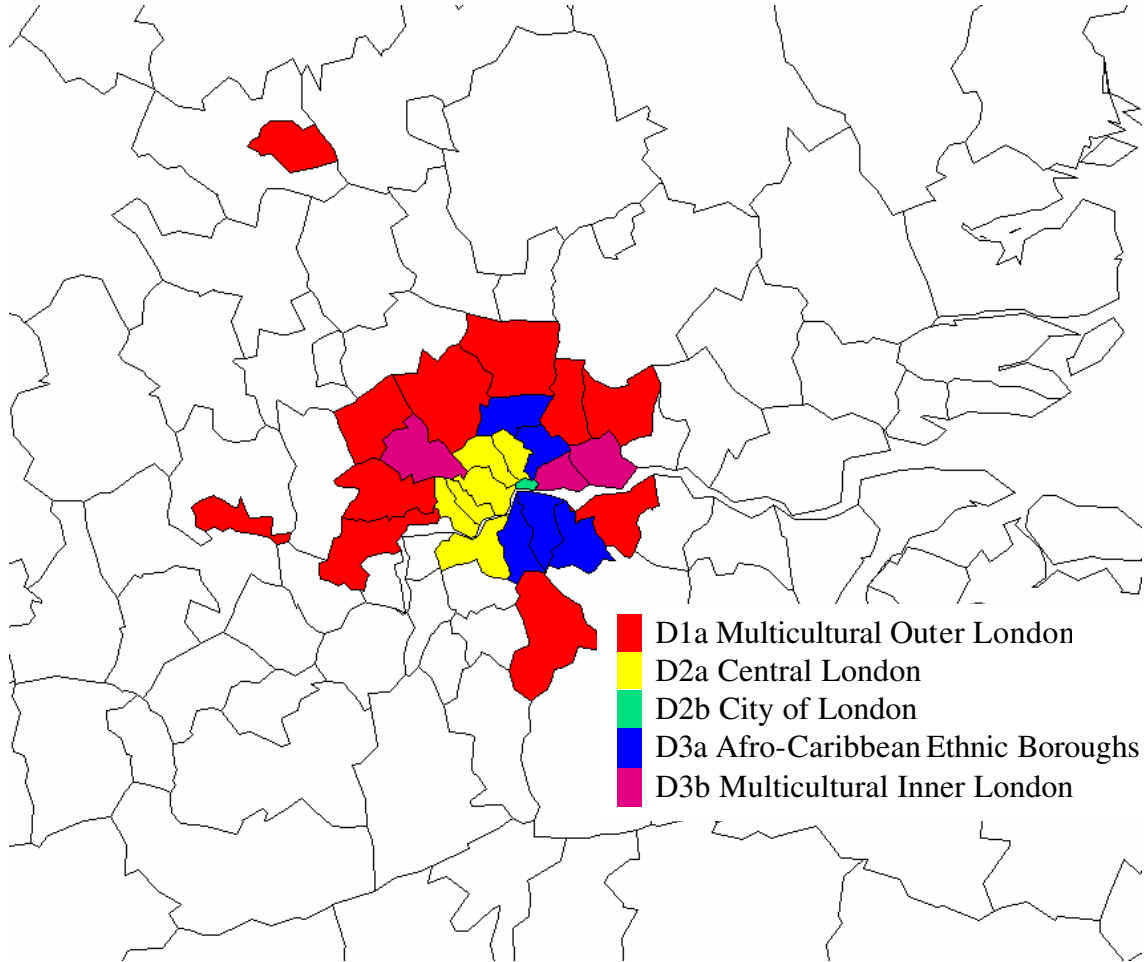 D1a Multicultural Outer London
D2a Central London
D2b City of London
D3a Afro-Caribbean Ethnic Boroughs
D3b Multicultural Inner London